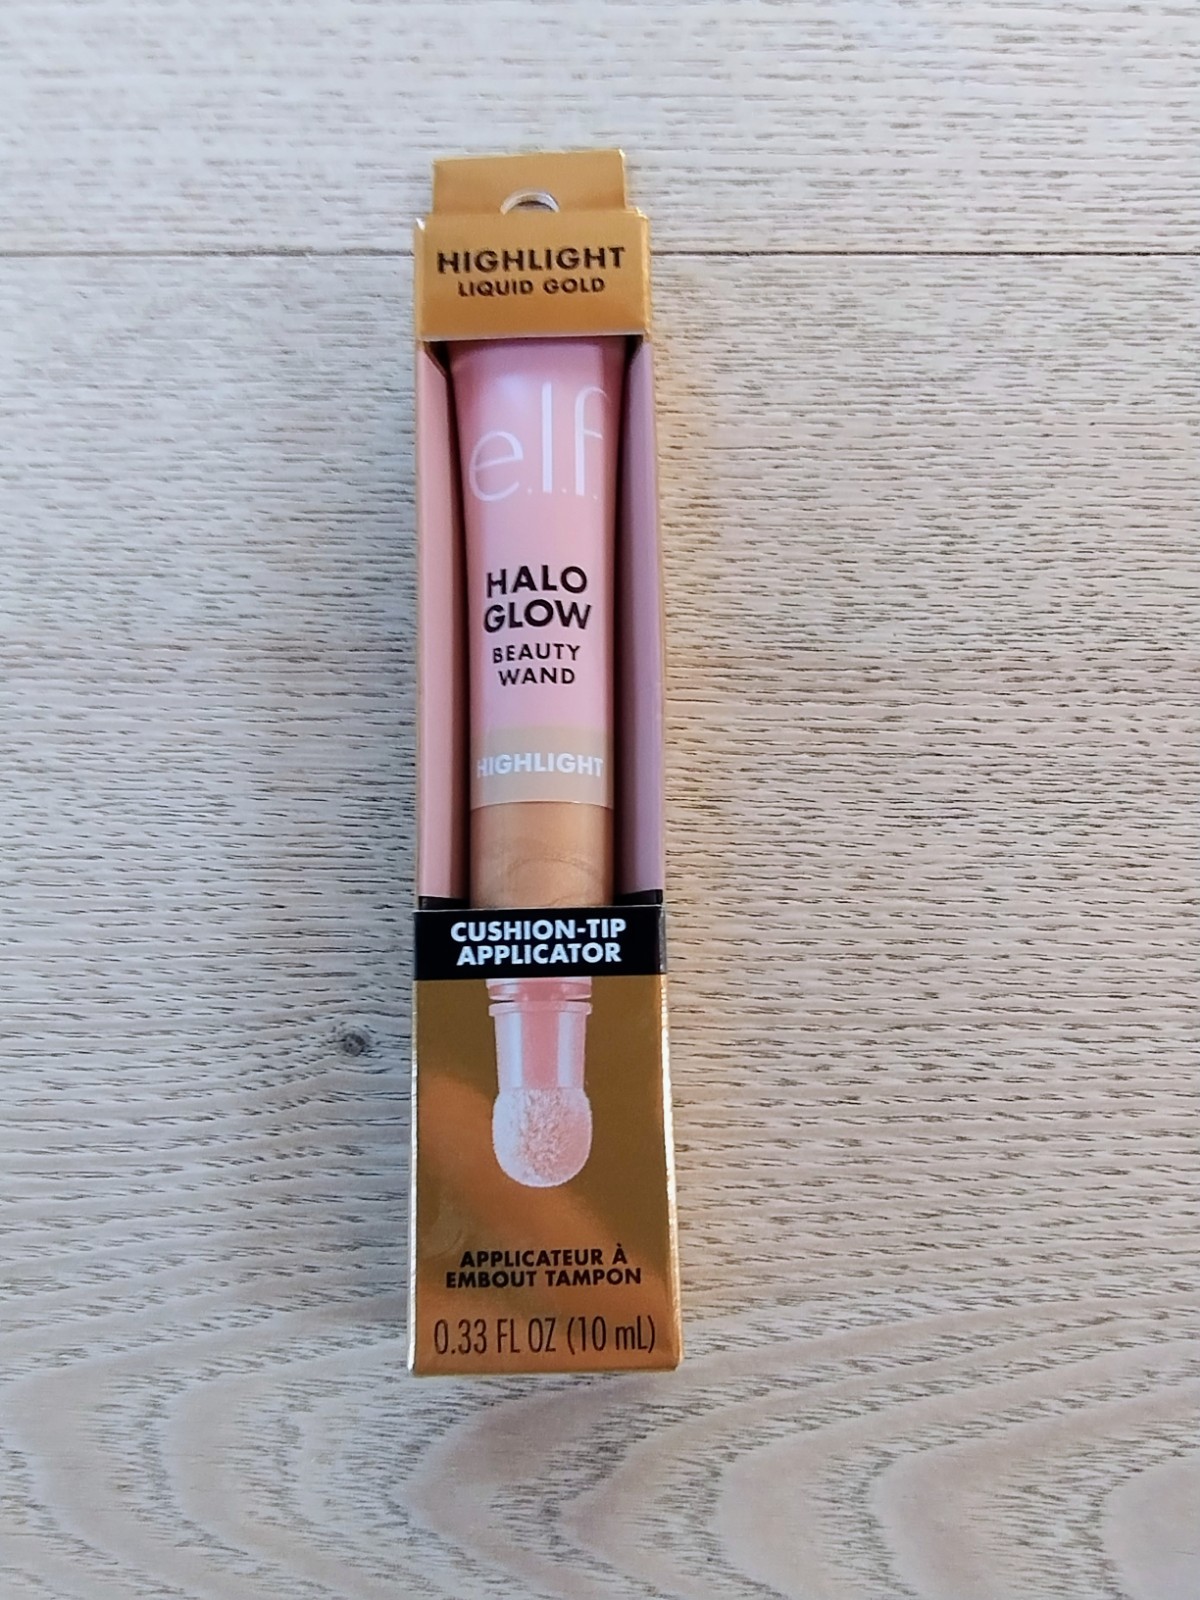 HIGHLIGHT
LIQUID GOLD
e.l.f.
HALO
GLOW
BEAUTY
WAND
HIGHLIGHT
CUSHION-TIP
APPLICATOR
APPLICATEUR À
EMBOUT TAMPON
0.33 FL OZ (10 mL)